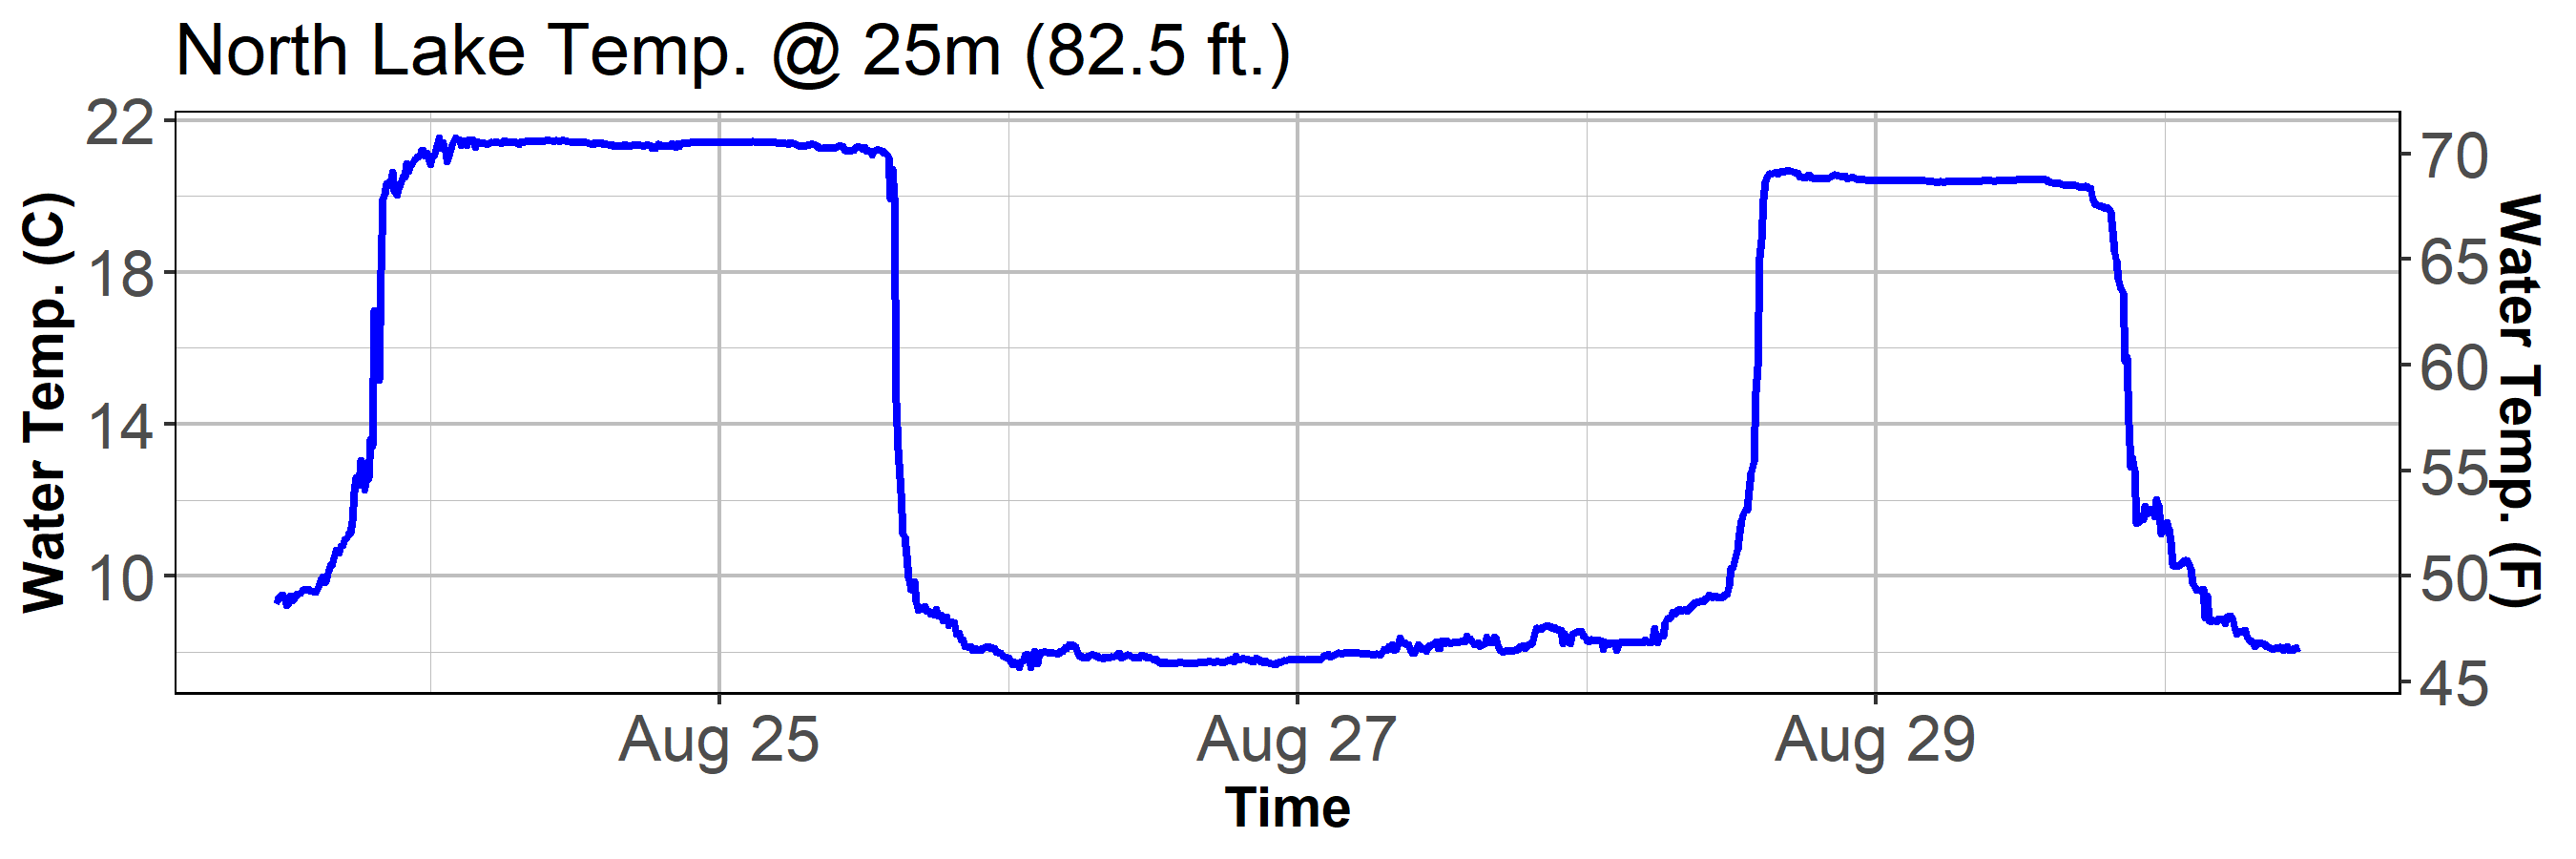 North Lake Temp. @ 25m (82.5 ft.)
22
18
14
10
Water Temp. (C)
70
65
60
55
50
45
Water Temp. (F)
Aug 25
Aug 27
Aug 29
Time